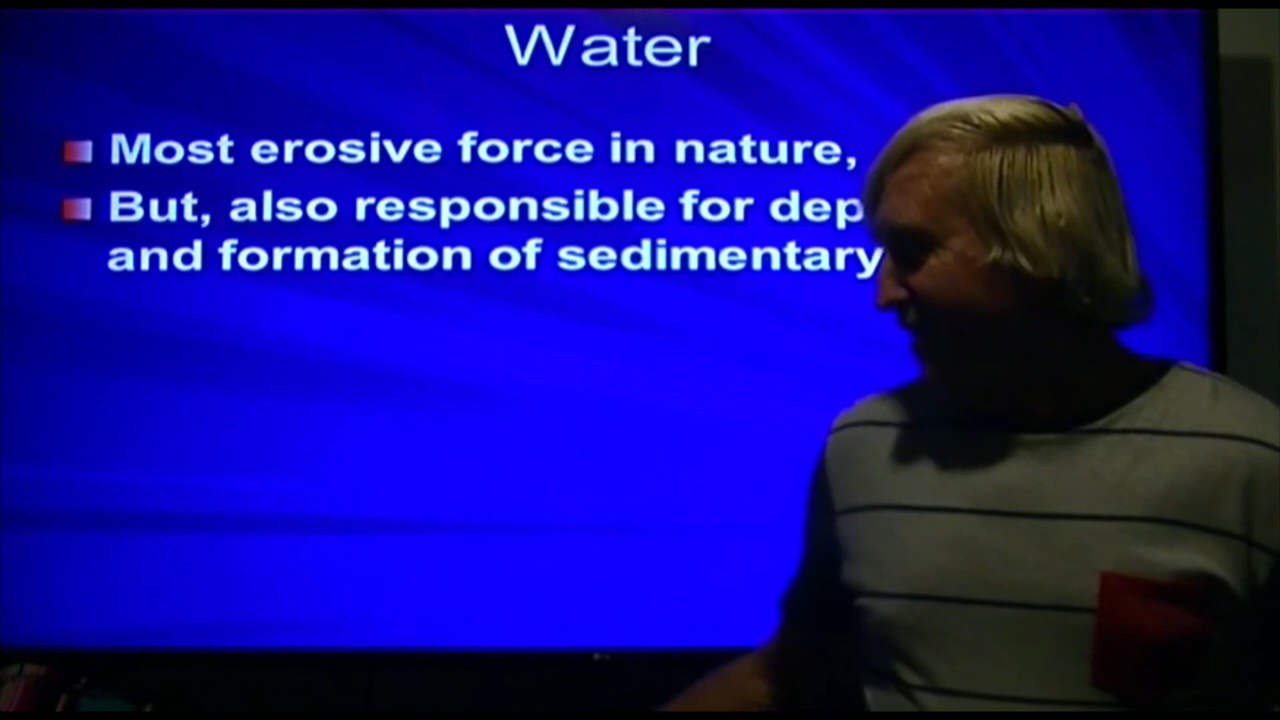 Water
Most erosive force in nature,
But, also responsible for dep
and formation of sedimentary